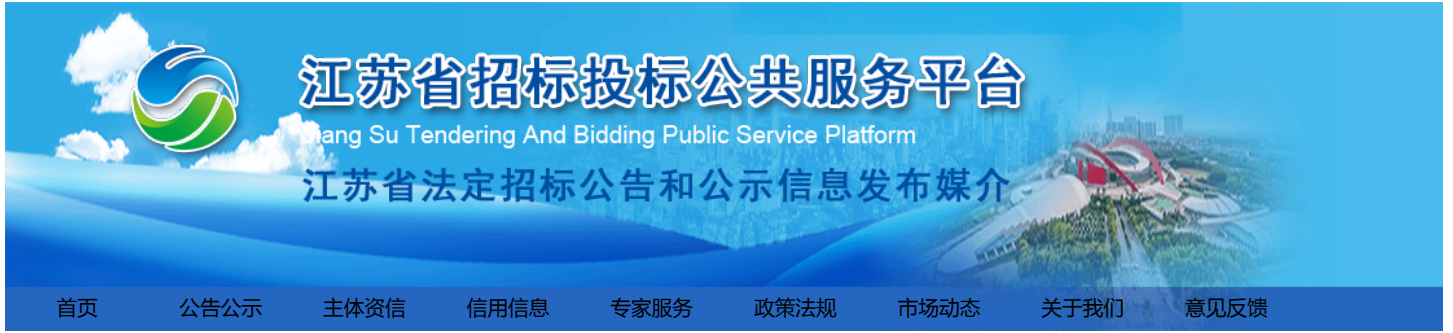 江苏省招标投标公共服务平台
Jiang Su Tendering And Bidding Public Service Platform
江苏省法定招标公告和公示信息发布媒介
首页 公告公示 主体资信 信用信息 专家服务 政策法规 市场动态 关于我们 意见反馈